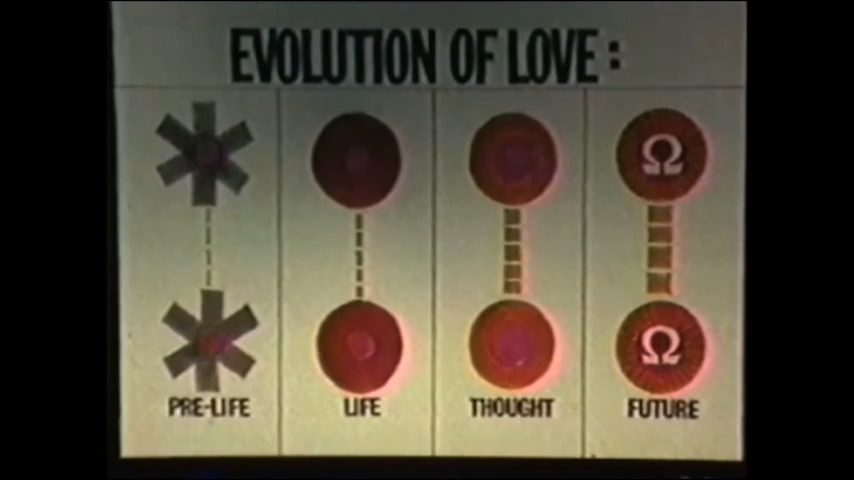 EVOLUTION OF LOVE:
Ω Ω
PRE-LIFE LIFE THOUGHT FUTURE